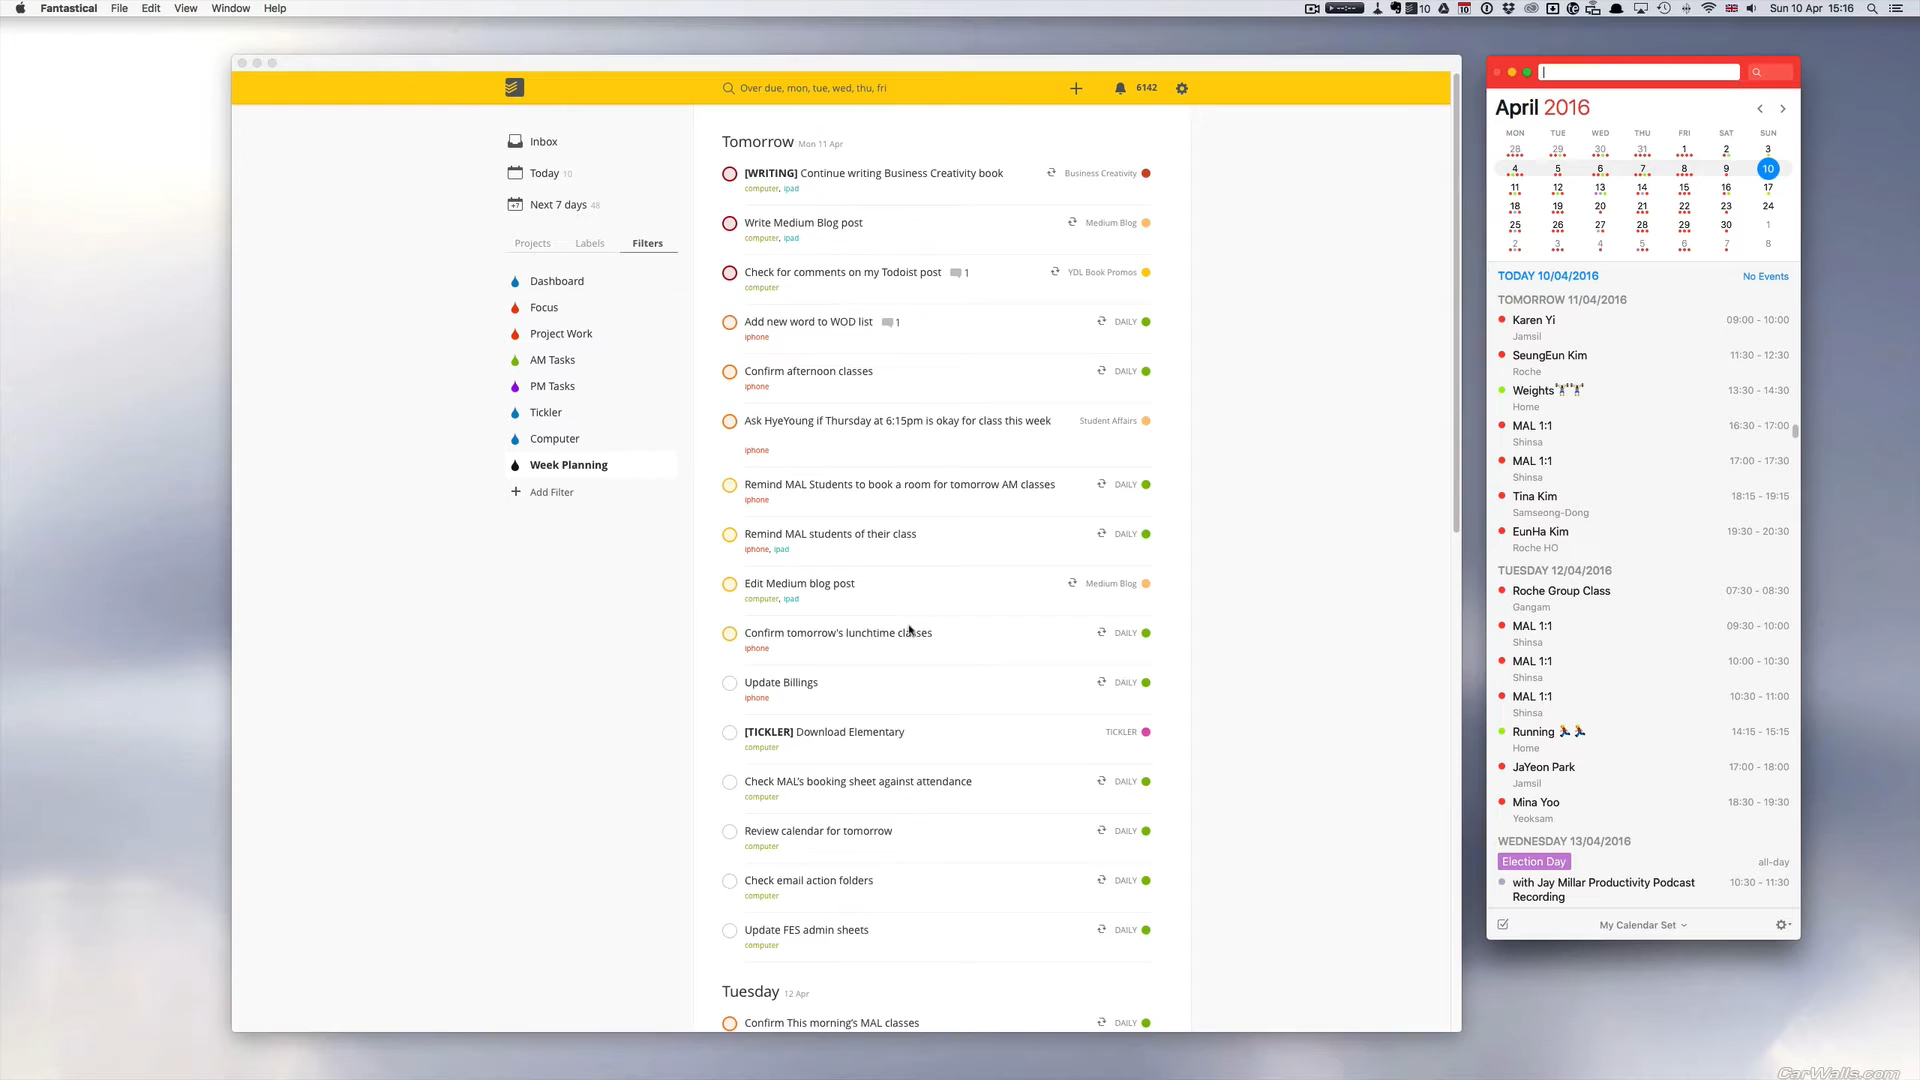 Fantastical File Edit View Window Help
10 10 Sun 10 Apr 15:16
Over due, mon, tue, wed, thu, fri
6142
Inbox
Today 10
Next 7 days 48
Projects Labels Filters
Dashboard
Focus
Project Work
AM Tasks
PM Tasks
Tickler
Computer
Week Planning
Add Filter
Tomorrow Mon 11 Apr
[WRITING] Continue writing Business Creativity book Business Creativity
computer, ipad
Write Medium Blog post Medium Blog
computer, ipad
Check for comments on my Todoist post 1 YDL Book Promos
computer
Add new word to WOD list 1 DAILY
iphone
Confirm afternoon classes DAILY
iphone
Ask HyeYoung if Thursday at 6:15pm is okay for class this week Student Affairs
iphone
Remind MAL Students to book a room for tomorrow AM classes DAILY
iphone
Remind MAL students of their class DAILY
iphone, ipad
Edit Medium blog post Medium Blog
computer, ipad
Confirm tomorrow's lunchtime classes DAILY
iphone
Update Billings DAILY
iphone
[TICKLER] Download Elementary TICKLER
computer
Check MAL's booking sheet against attendance DAILY
computer
Review calendar for tomorrow DAILY
computer
Check email action folders DAILY
computer
Update FES admin sheets DAILY
computer
Tuesday 12 Apr
Confirm This morning's MAL classes DAILY
April 2016
MON TUE WED THU FRI SAT SUN
28 29 30 31 1 2 3
4 5 6 7 8 9 10
11 12 13 14 15 16 17
18 19 20 21 22 23 24
25 26 27 28 29 30 1
2 3 4 5 6 7 8
TODAY 10/04/2016 No Events
TOMORROW 11/04/2016
Karen Yi 09:00 - 10:00
Jamsil
SeungEun Kim 11:30 - 12:30
Roche
Weights 13:30 - 14:30
Home
MAL 1:1 16:30 - 17:00
Shinsa
MAL 1:1 17:00 - 17:30
Shinsa
Tina Kim 18:15 - 19:15
Samseong-Dong
EunHa Kim 19:30 - 20:30
Roche HO
TUESDAY 12/04/2016
Roche Group Class 07:30 - 08:30
Gangam
MAL 1:1 09:30 - 10:00
Shinsa
MAL 1:1 10:00 - 10:30
Shinsa
MAL 1:1 10:30 - 11:00
Shinsa
Running 14:15 - 15:15
Home
JaYeon Park 17:00 - 18:00
Jamsil
Mina Yoo 18:30 - 19:30
Yeoksam
WEDNESDAY 13/04/2016
Election Day all-day
with Jay Millar Productivity Podcast 10:30 - 11:30
Recording
My Calendar Set
CarWalls.com